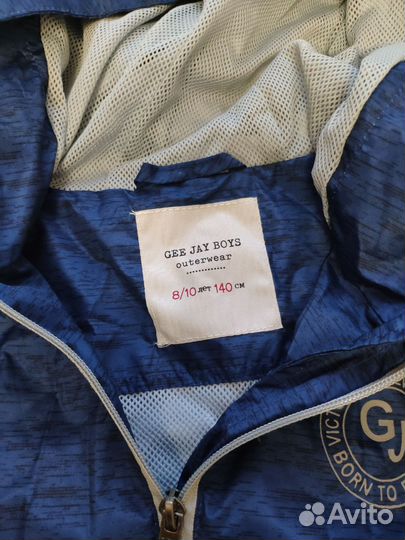 GEE JAY BOYS
outerwear
8/10 лет 140 см
GJ
BORN TO
Avito